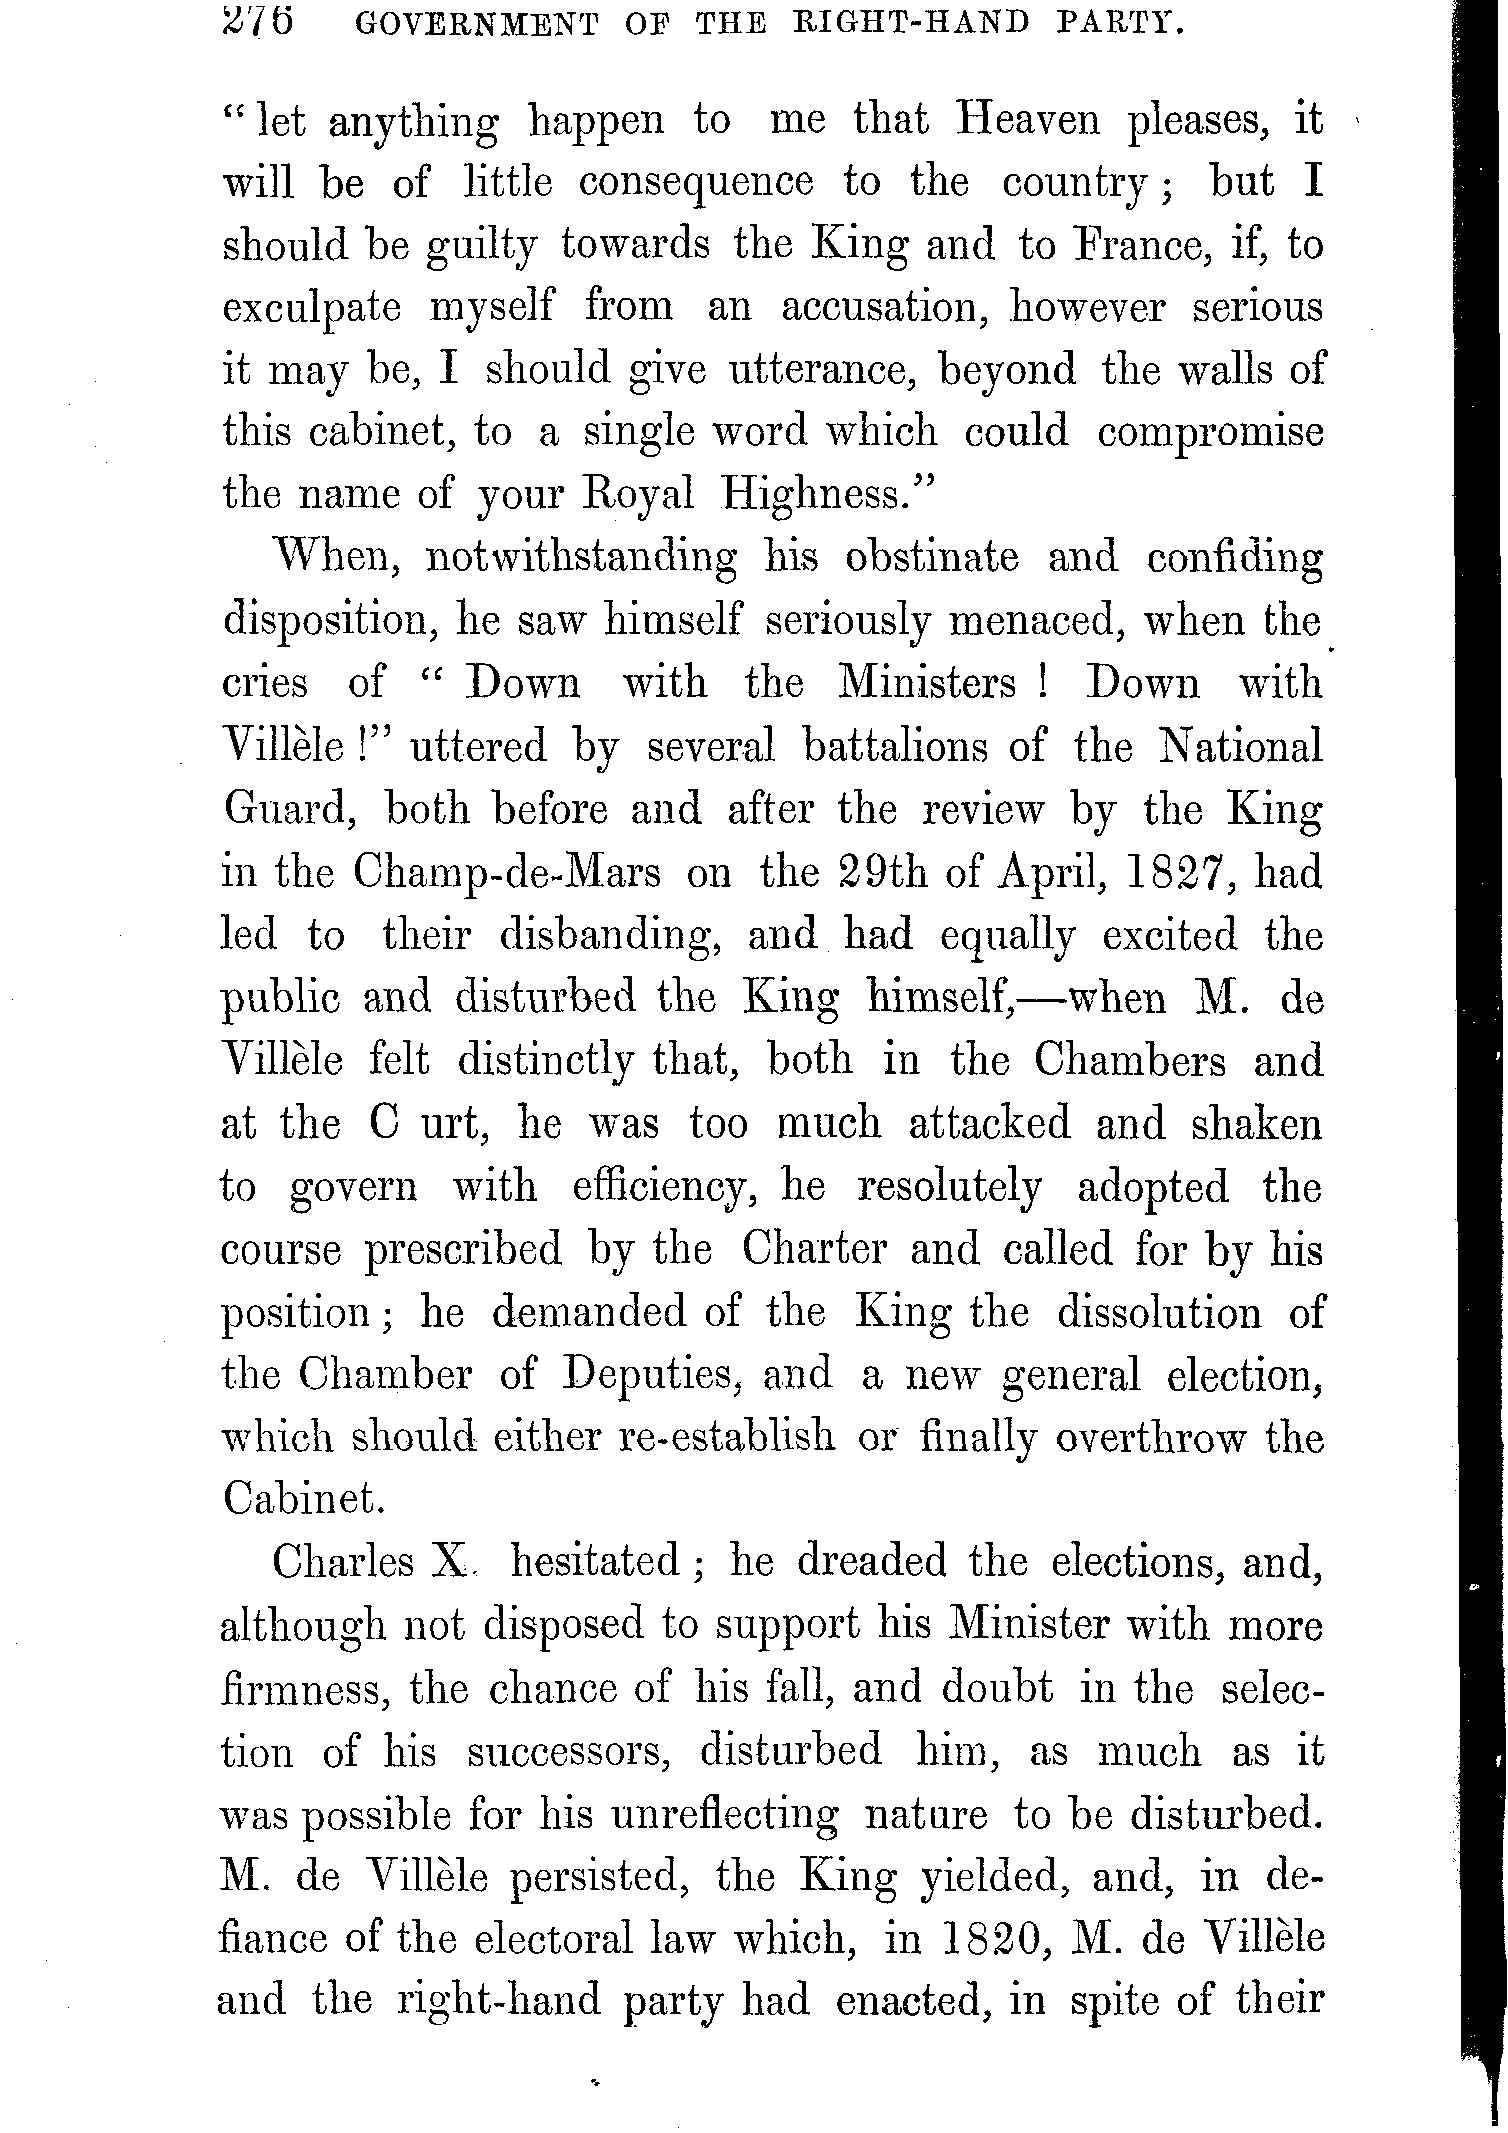 276 GOVERNMENT OF THE RIGHT-HAND PARTY.
“let anything happen to me that Heaven pleases, it
will be of little consequence to the country; but I
should be guilty towards the King and to France, if, to
exculpate myself from an accusation, however serious
it may be, I should give utterance, beyond the walls of
this cabinet, to a single word which could compromise
the name of your Royal Highness.”
When, notwithstanding his obstinate and confiding
disposition, he saw himself seriously menaced, when the
cries of “Down with the Ministers! Down with
Villèle!” uttered by several battalions of the National
Guard, both before and after the review by the King
in the Champ-de-Mars on the 29th of April, 1827, had
led to their disbanding, and had equally excited the
public and disturbed the King himself,—when M. de
Villèle felt distinctly that, both in the Chambers and
at the C urt, he was too much attacked and shaken
to govern with efficiency, he resolutely adopted the
course prescribed by the Charter and called for by his
position; he demanded of the King the dissolution of
the Chamber of Deputies, and a new general election,
which should either re-establish or finally overthrow the
Cabinet.
Charles X. hesitated; he dreaded the elections, and,
although not disposed to support his Minister with more
firmness, the chance of his fall, and doubt in the selec-
tion of his successors, disturbed him, as much as it
was possible for his unreflecting nature to be disturbed.
M. de Villèle persisted, the King yielded, and, in de-
fiance of the electoral law which, in 1820, M. de Villèle
and the right-hand party had enacted, in spite of their